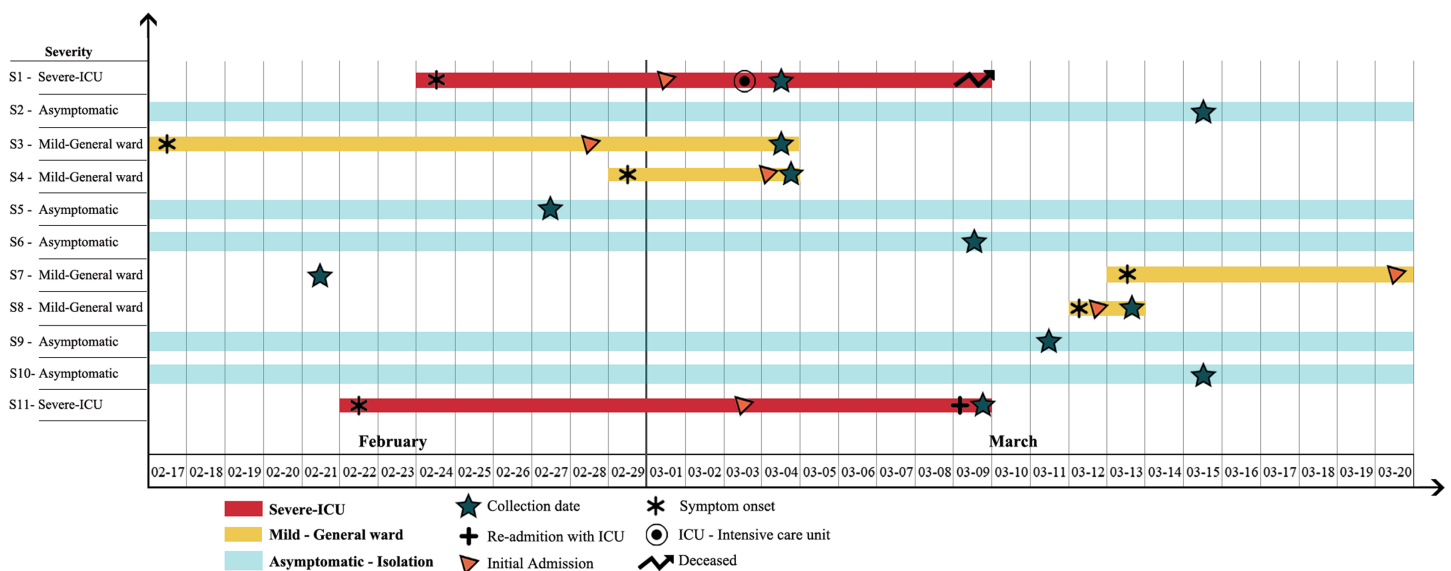 Severity
S1 - Severe-ICU
S2 - Asymptomatic
S3 - Mild-General ward
S4 - Mild-General ward
S5 - Asymptomatic
S6 - Asymptomatic
S7 - Mild-General ward
S8 - Mild-General ward
S9 - Asymptomatic
S10- Asymptomatic
S11- Severe-ICU
February March
02-17 02-18 02-19 02-20 02-21 02-22 02-23 02-24 02-25 02-26 02-27 02-28 02-29 03-01 03-02 03-03 03-04 03-05 03-06 03-07 03-08 03-09 03-10 03-11 03-12 03-13 03-14 03-15 03-16 03-17 03-18 03-19 03-20
Severe-ICU Collection date Symptom onset
Mild - General ward Re-admition with ICU ICU - Intensive care unit
Asymptomatic - Isolation Initial Admission Deceased